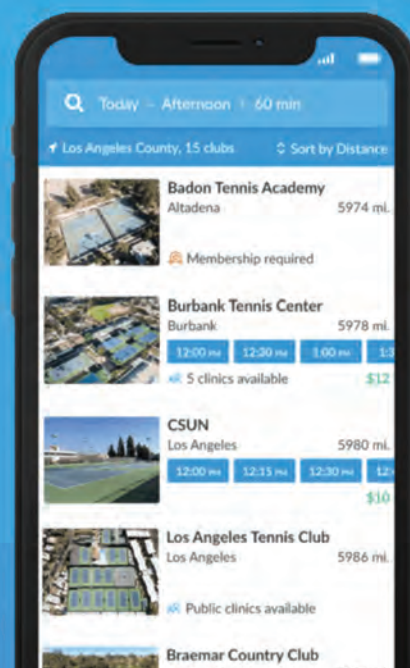 Today – Afternoon · 60 min
Los Angeles County, 15 clubs Sort by Distance
Badon Tennis Academy
Altadena 5974 mi.
Membership required
Burbank Tennis Center
Burbank 5978 mi.
12:00 PM 12:30 PM 1:00 PM 1:3
5 clinics available $12
CSUN
Los Angeles 5980 mi.
12:00 PM 12:15 PM 12:30 PM 12:
$10
Los Angeles Tennis Club
Los Angeles 5986 mi.
Public clinics available
Braemar Country Club